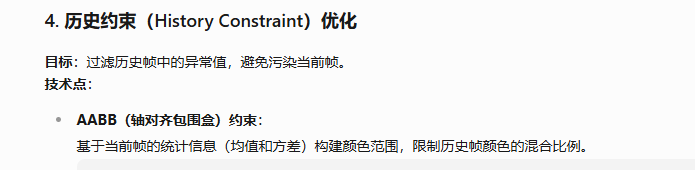 4. 历史约束（History Constraint）优化
目标：过滤历史帧中的异常值，避免污染当前帧。
技术点：
• AABB（轴对齐包围盒）约束：
基于当前帧的统计信息（均值和方差）构建颜色范围，限制历史帧颜色的混合比例。